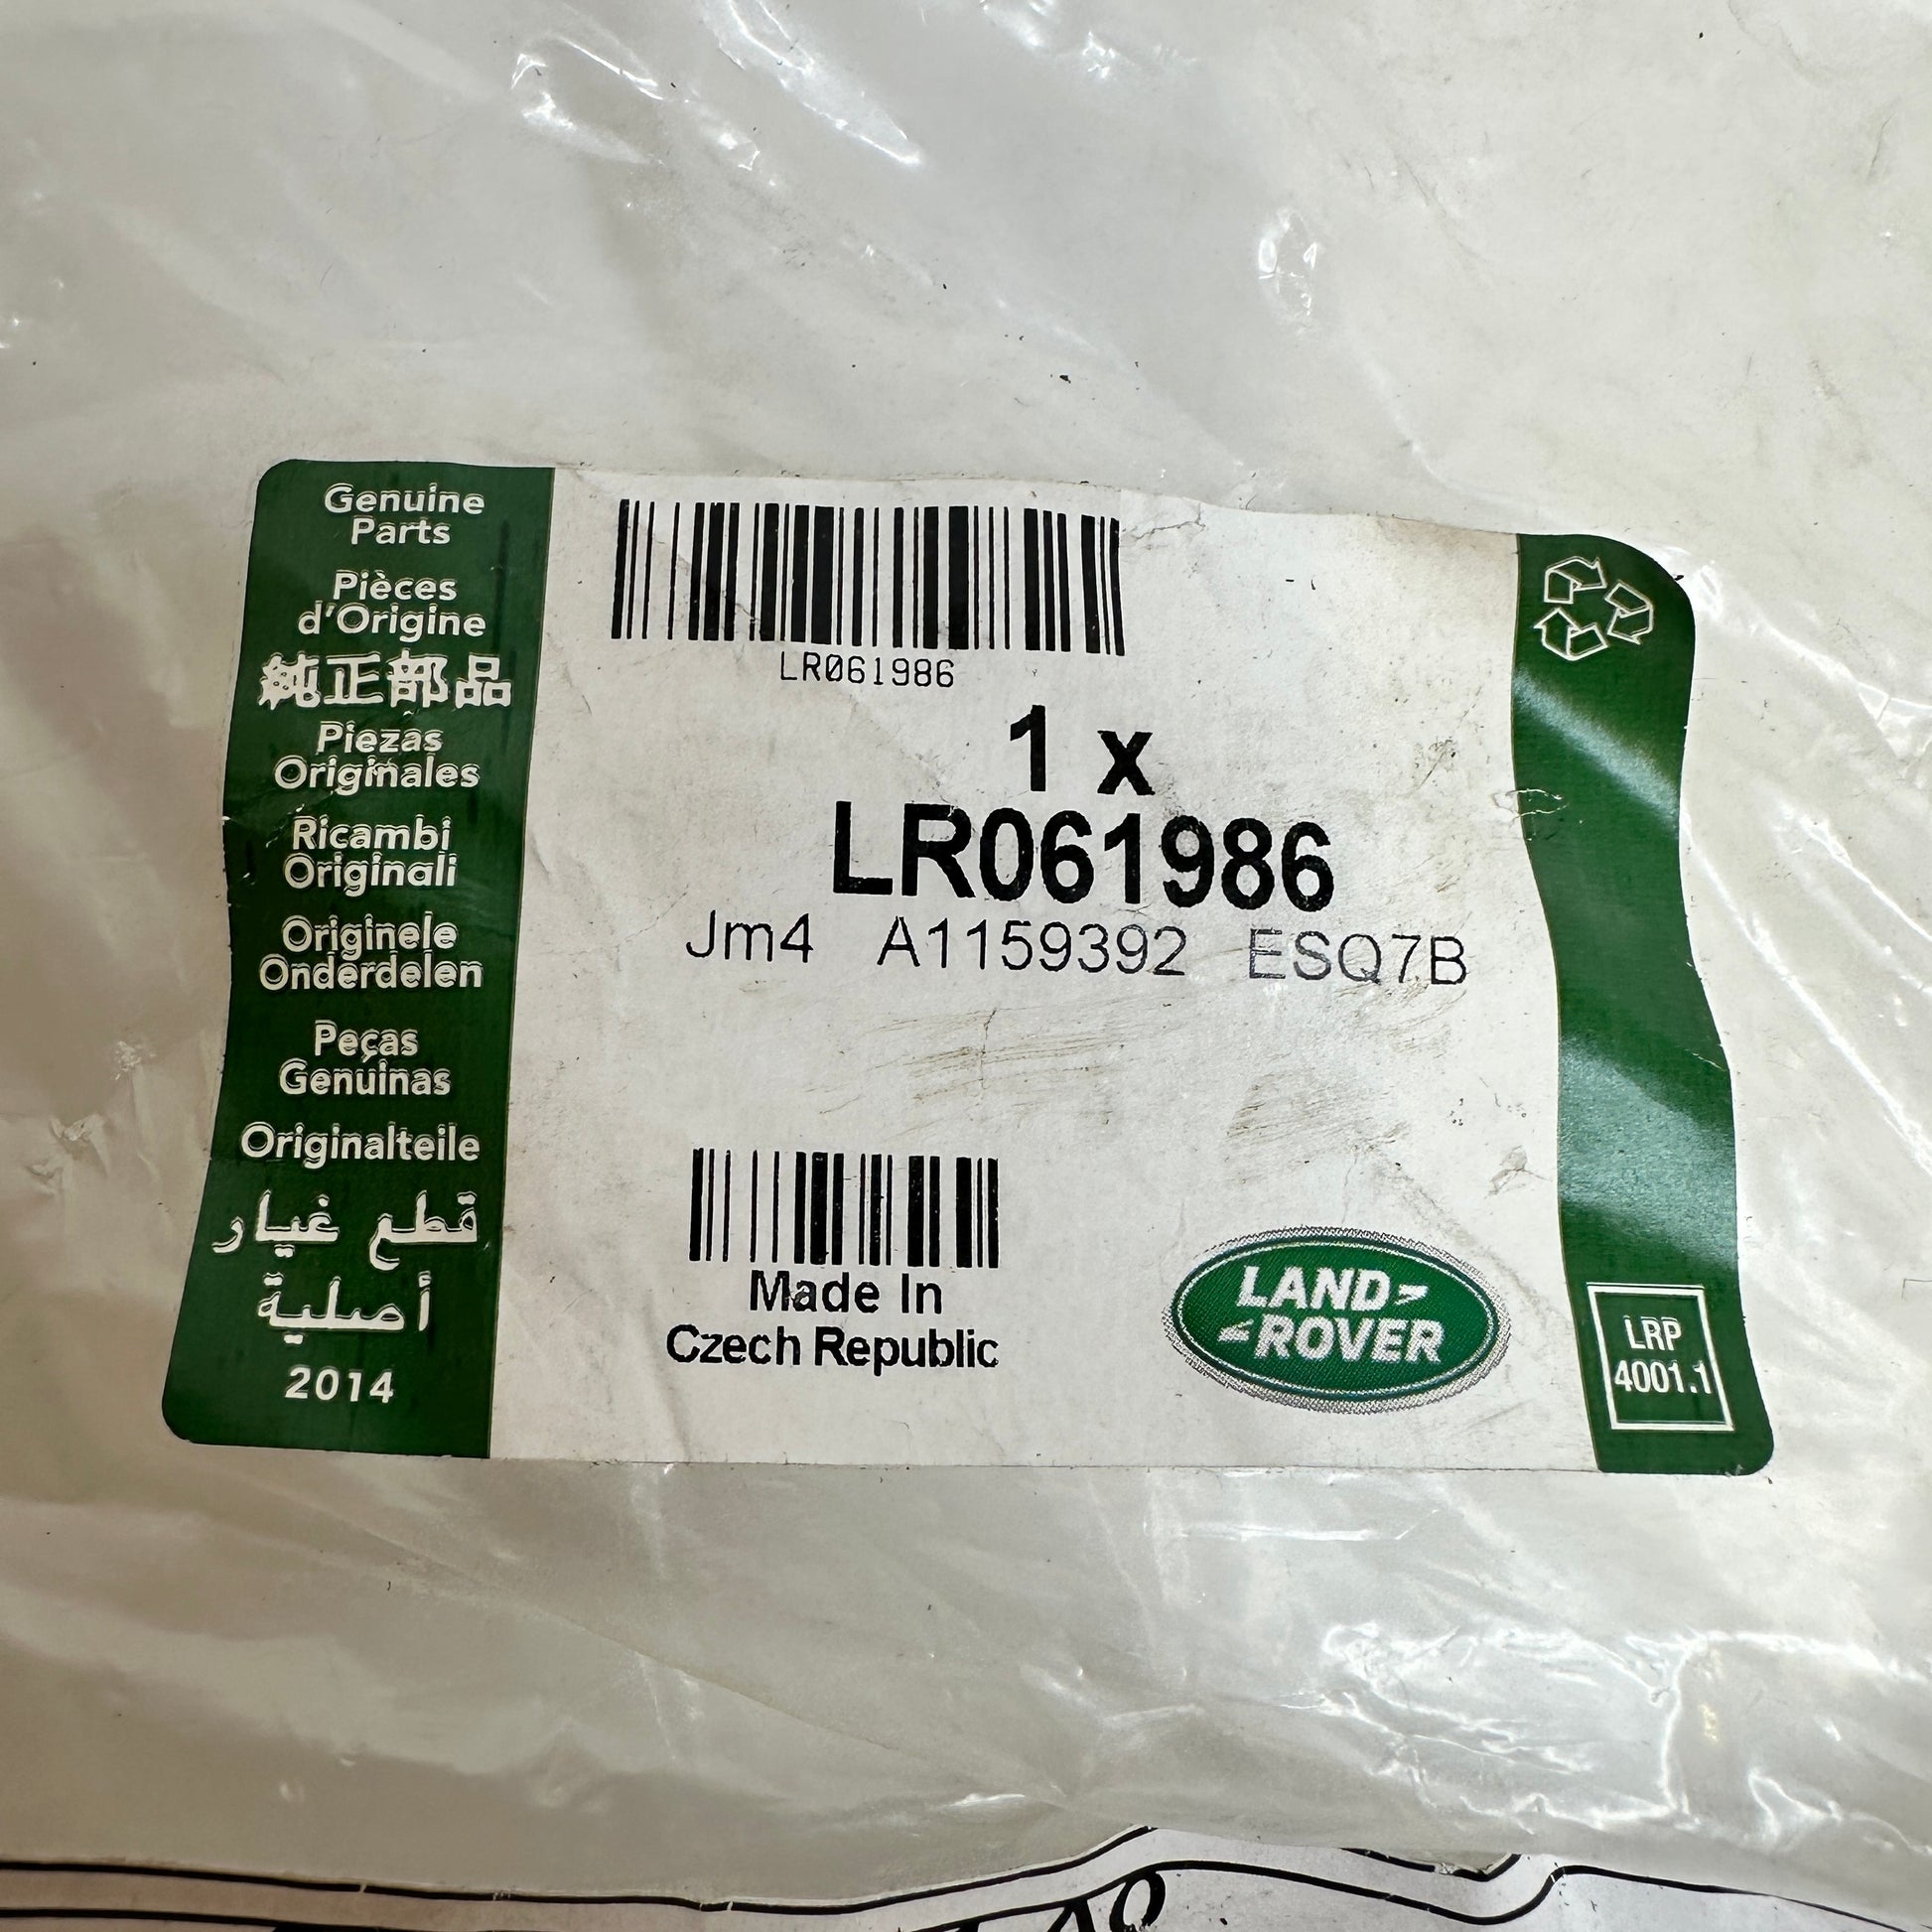 Genuine
Parts
Pièces
d'Origine
純正部品
Piezas
Originales
Ricambi
Originali
Originele
Onderdelen
Peças
Genuinas
Originalteile
قطع غيار
أصلية
2014
LR061986
1 x
LR061986
Jm4 A1159392 ESQ7B
Made In
Czech Republic
LAND
ROVER
LRP
4001.1